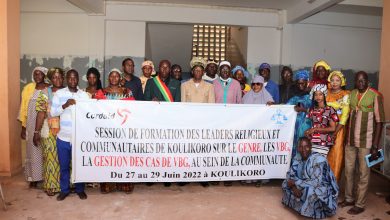 Cordaid
SESSION DE FORMATION DES LEADERS RELIGIEUX ET
COMMUNAUTAIRES DE KOULIKORO SUR LE GENRE, LES VBG,
LA GESTION DES CAS DE VBG, AU SEIN DE LA COMMUNAUTE
Du 27 au 29 Juin 2022 à KOULIKORO